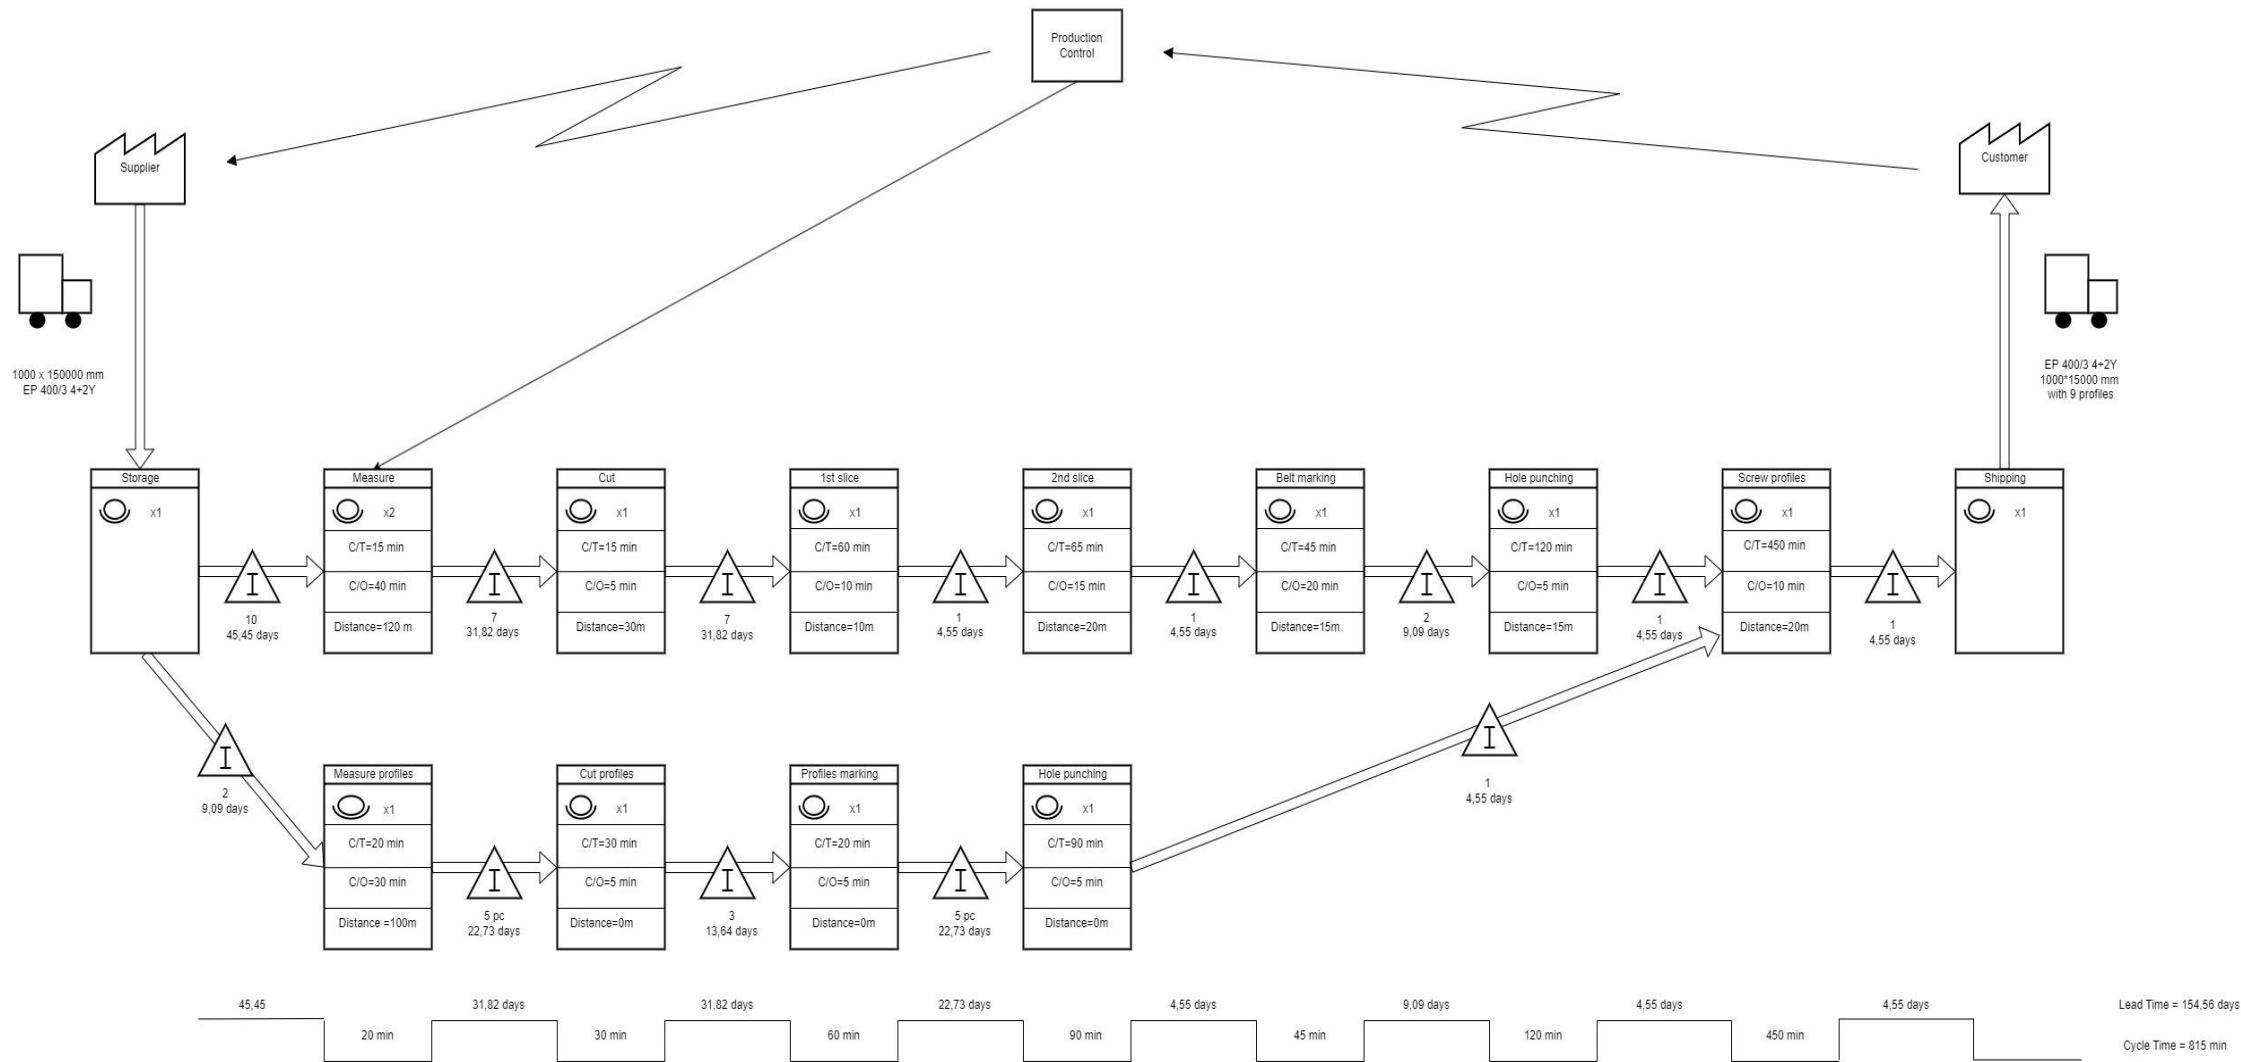 Production
Control
Supplier
Customer
1000 x 150000 mm
EP 400/3 4+2Y
EP 400/3 4+2Y
1000*15000 mm
with 9 profiles
Storage
x1
10
45,45 days
Measure
x2
C/T=15 min
C/O=40 min
Distance=120 m
7
31,82 days
Cut
x1
C/T=15 min
C/O=5 min
Distance=30m
7
31,82 days
1st slice
x1
C/T=60 min
C/O=10 min
Distance=10m
1
4,55 days
2nd slice
x1
C/T=65 min
C/O=15 min
Distance=20m
1
4,55 days
Belt marking
x1
C/T=45 min
C/O=20 min
Distance=15m
2
9,09 days
Hole punching
x1
C/T=120 min
C/O=5 min
Distance=15m
1
4,55 days
Screw profiles
x1
C/T=450 min
C/O=10 min
Distance=20m
1
4,55 days
Shipping
x1
2
9,09 days
Measure profiles
x1
C/T=20 min
C/O=30 min
Distance =100m
5 pc
22,73 days
Cut profiles
x1
C/T=30 min
C/O=5 min
Distance=0m
3
13,64 days
Profiles marking
x1
C/T=20 min
C/O=5 min
Distance=0m
5 pc
22,73 days
Hole punching
x1
C/T=90 min
C/O=5 min
Distance=0m
1
4,55 days
45,45
31,82 days
31,82 days
22,73 days
4,55 days
9,09 days
4,55 days
4,55 days
Lead Time = 154,56 days
20 min
30 min
60 min
90 min
45 min
120 min
450 min
Cycle Time = 815 min